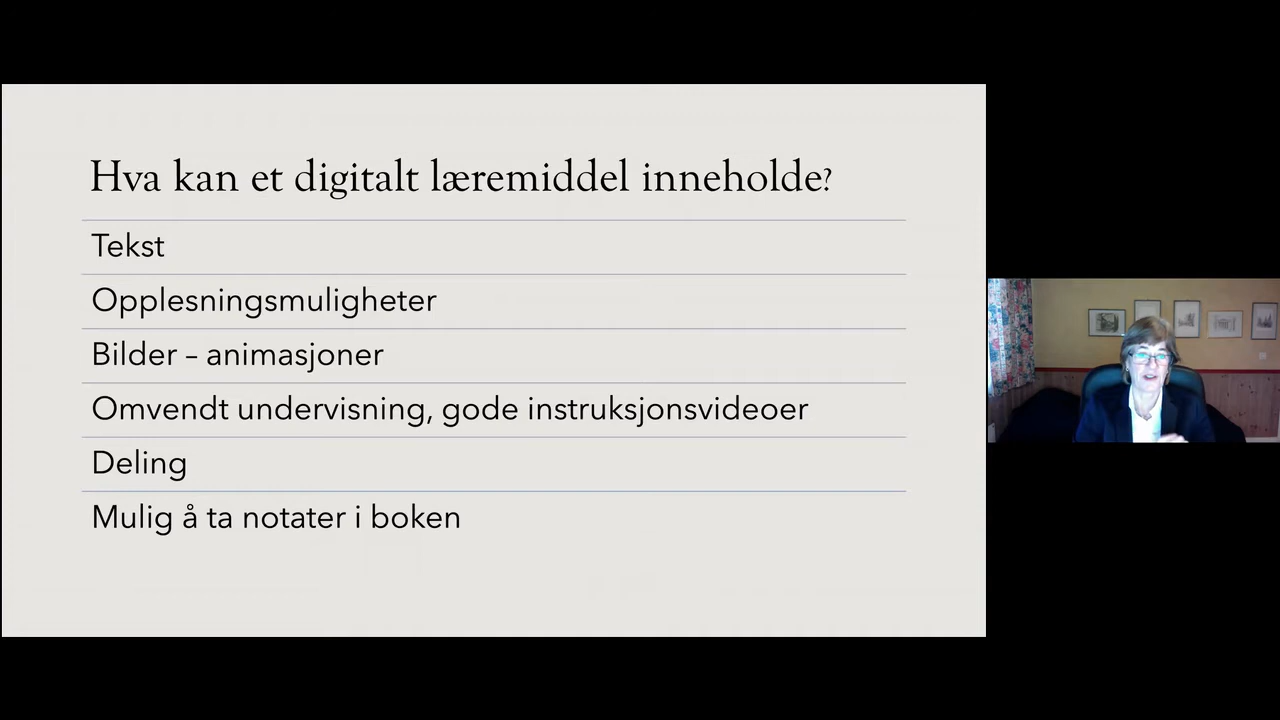 Hva kan et digitalt læremiddel inneholde?
Tekst
Opplesningsmuligheter
Bilder – animasjoner
Omvendt undervisning, gode instruksjonsvideoer
Deling
Mulig å ta notater i boken